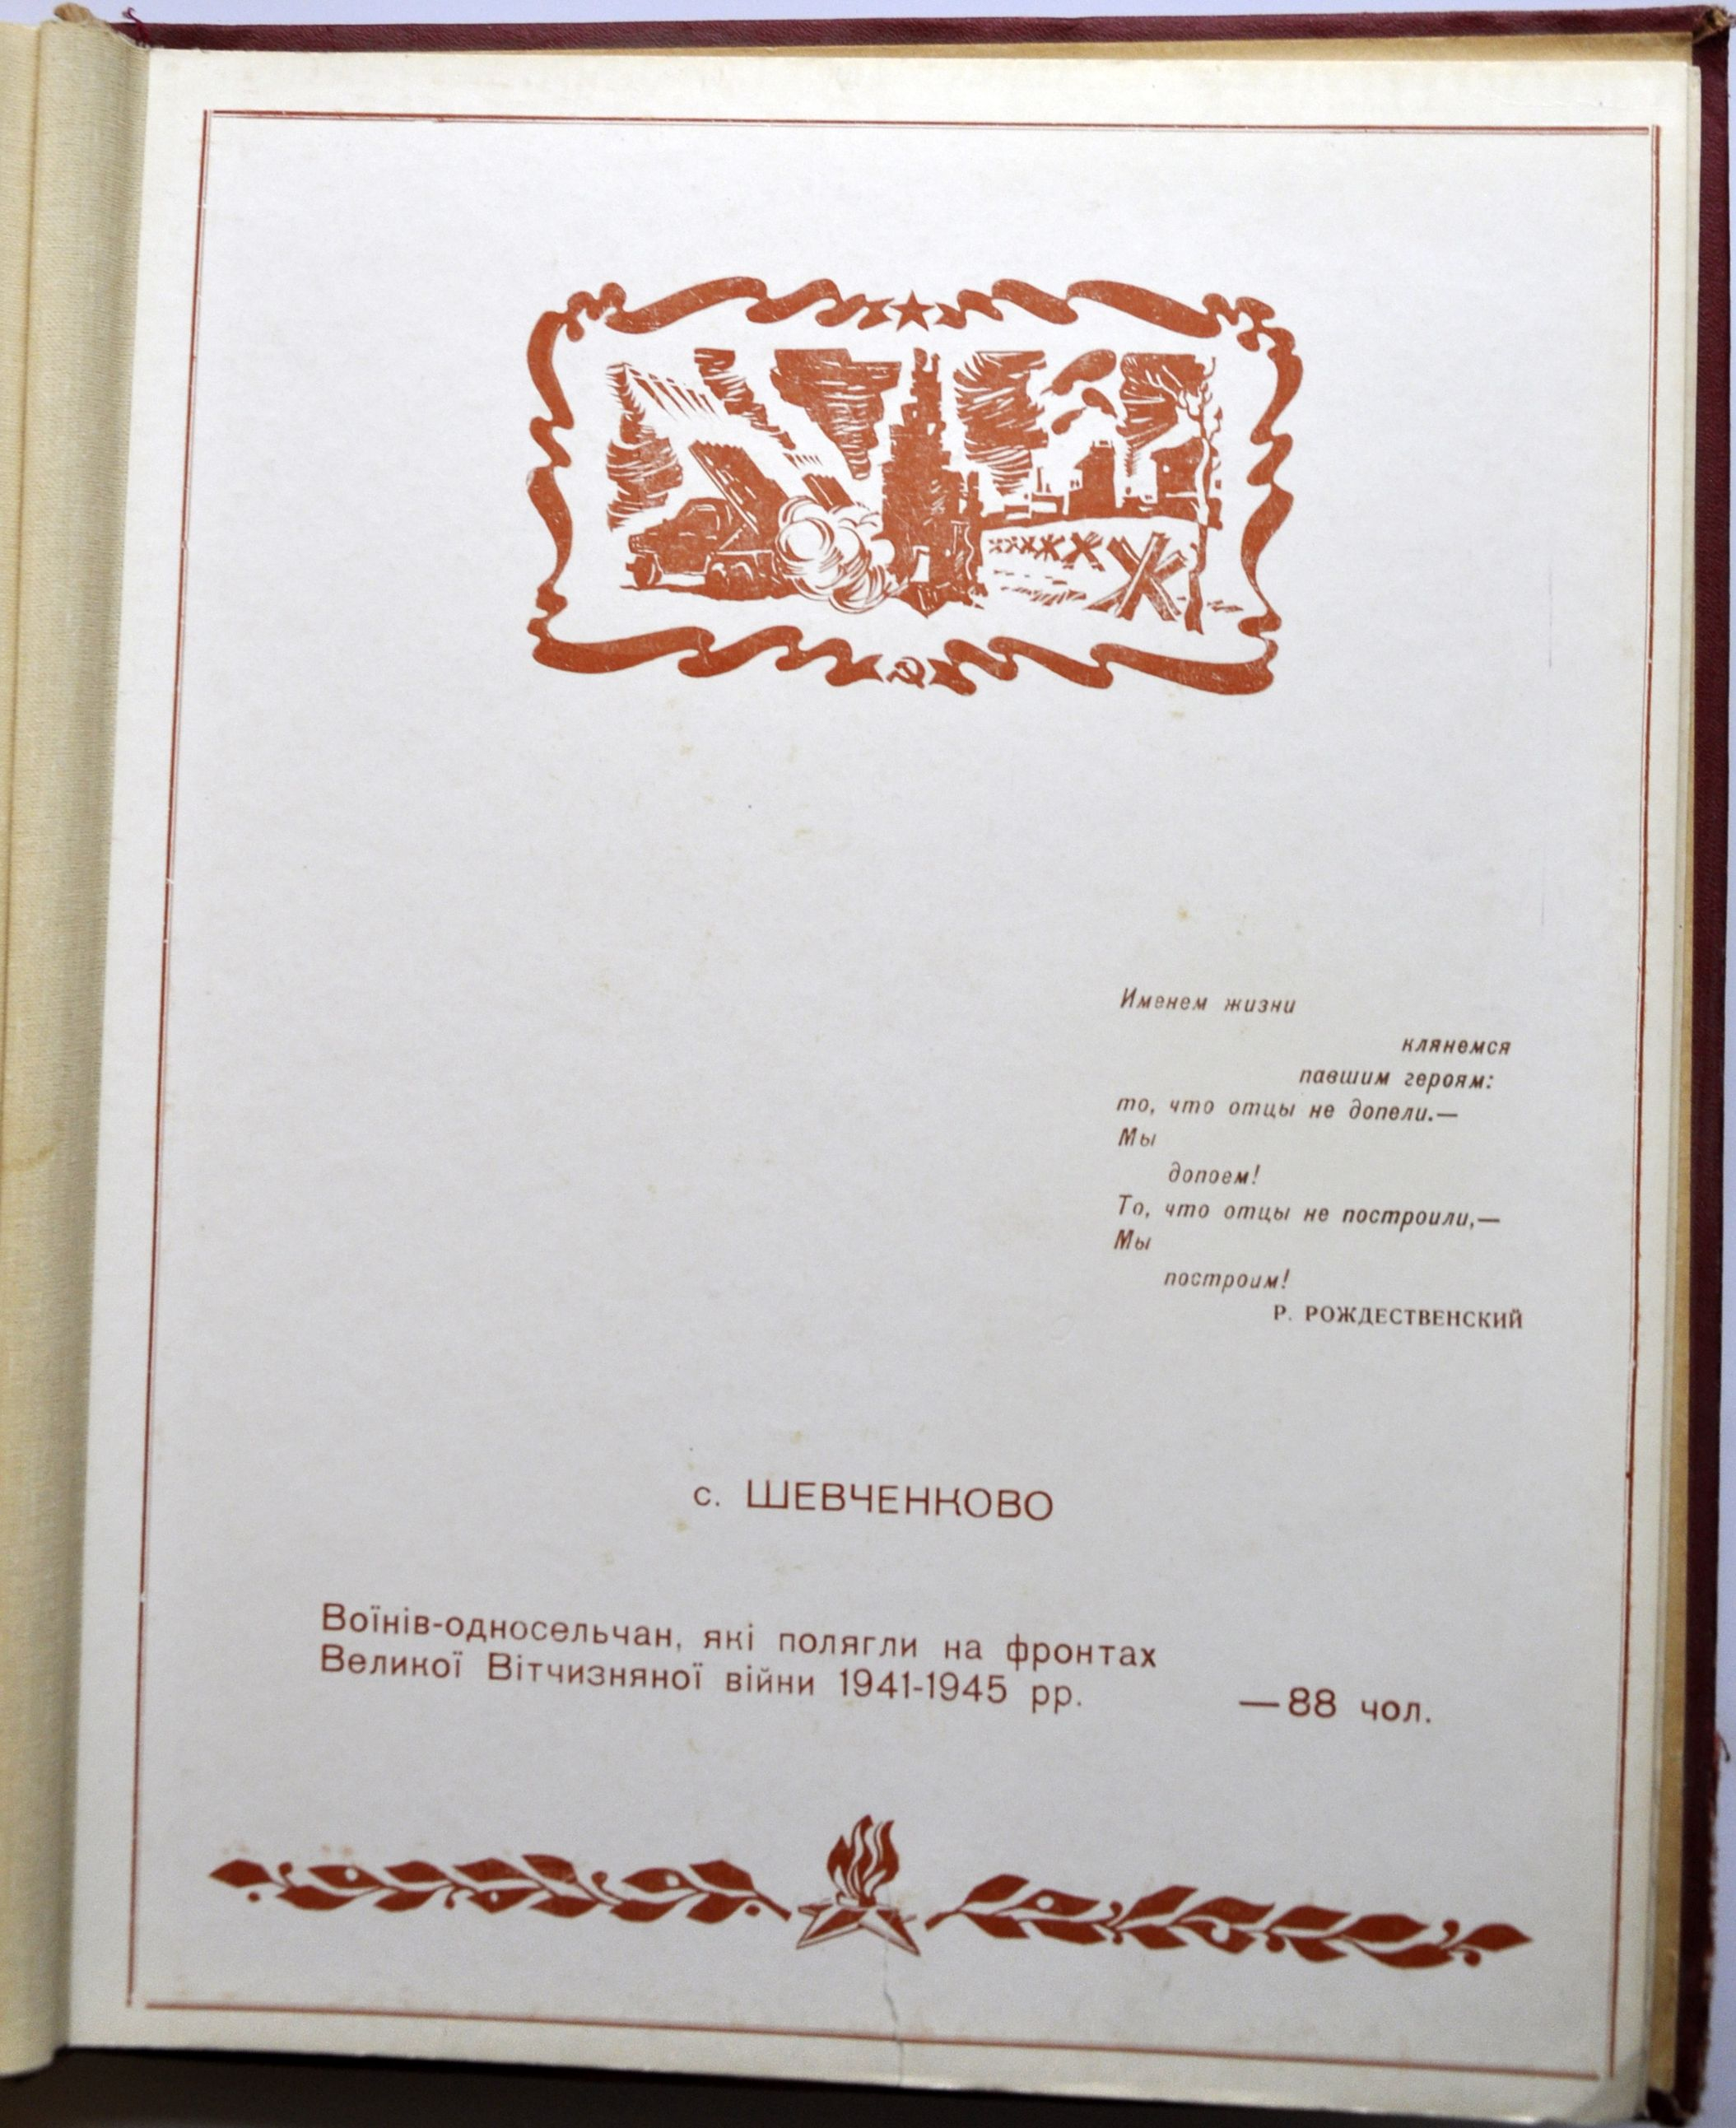 Именем жизни
клянемся
павшим героям:
то, что отцы не допели.—
Мы
допоем!
То, что отцы не построили,—
Мы
построим!
Р. РОЖДЕСТВЕНСКИЙ
с. ШЕВЧЕНКОВО
Воїнів-односельчан, які полягли на фронтах
Великої Вітчизняної війни 1941-1945 рр. —88 чол.